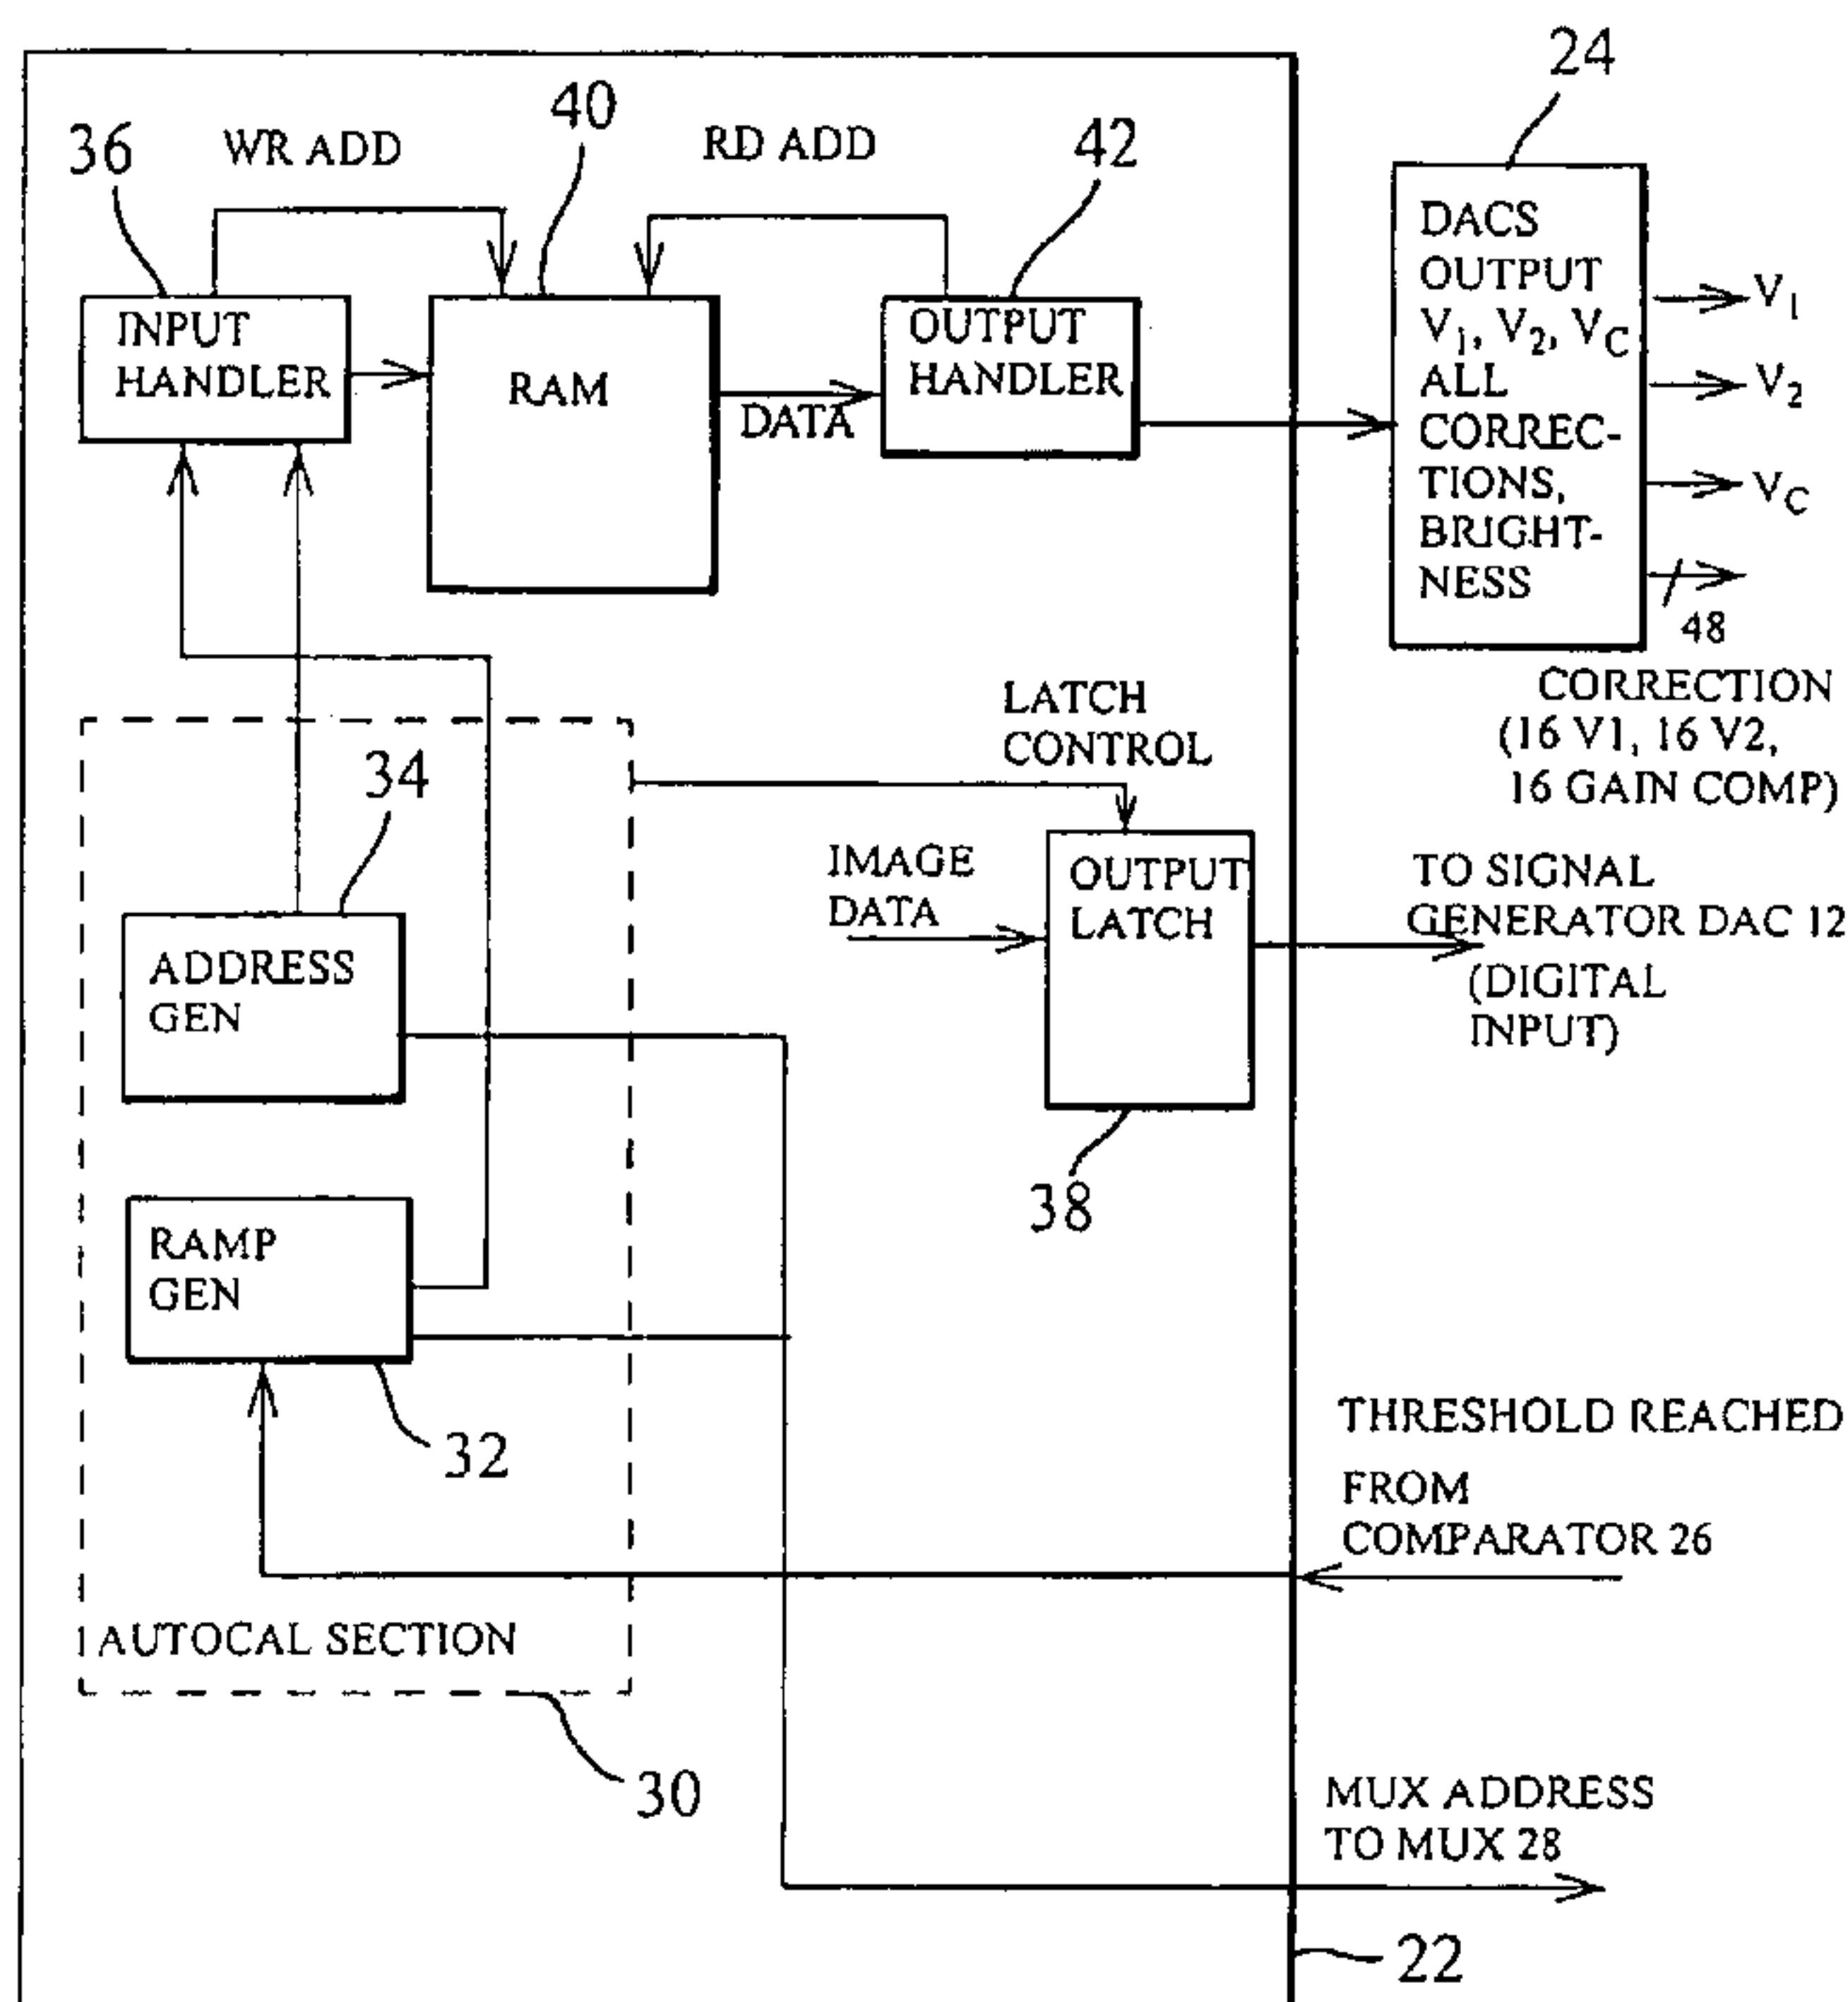 24
40
36
WR ADD
RD ADD
42
DACS
OUTPUT
V1, V2, VC
ALL
CORREC-
TIONS,
BRIGHT-
NESS
V1
V2
VC
48
CORRECTION
(16 V1, 16 V2,
16 GAIN COMP)
INPUT
HANDLER
RAM
DATA
OUTPUT
HANDLER
LATCH
CONTROL
34
IMAGE
DATA
OUTPUT
LATCH
TO SIGNAL
GENERATOR DAC 12
(DIGITAL
INPUT)
ADDRESS
GEN
38
RAMP
GEN
32
THRESHOLD REACHED
FROM
COMPARATOR 26
AUTOCAL SECTION
30
MUX ADDRESS
TO MUX 28
22